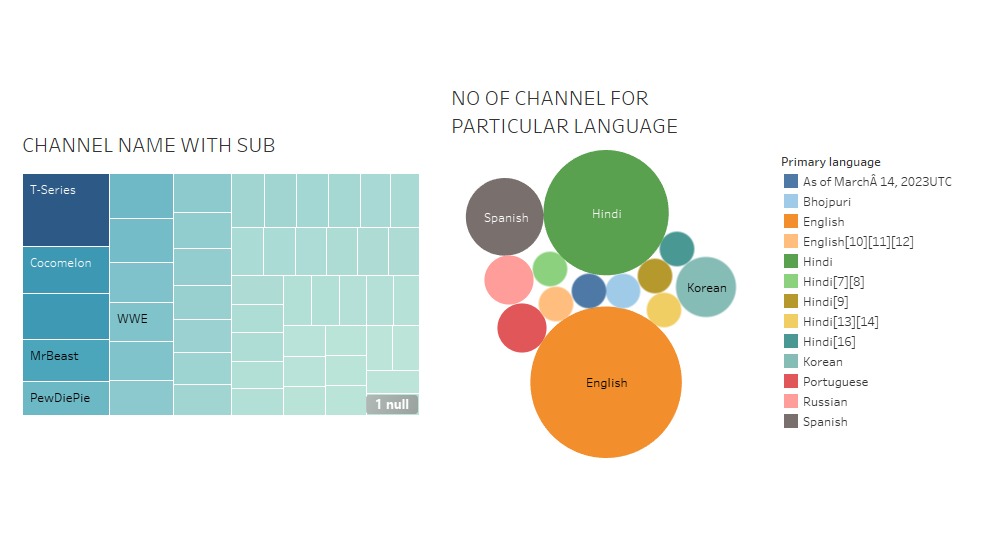 NO OF CHANNEL FOR
PARTICULAR LANGUAGE
CHANNEL NAME WITH SUB
T-Series
Cocomelon
WWE
MrBeast
PewDiePie
1 null
Spanish
Hindi
Korean
English
Primary language
As of MarchÂ 14, 2023UTC
Bhojpuri
English
English[10][11][12]
Hindi
Hindi[7][8]
Hindi[9]
Hindi[13][14]
Hindi[16]
Korean
Portuguese
Russian
Spanish